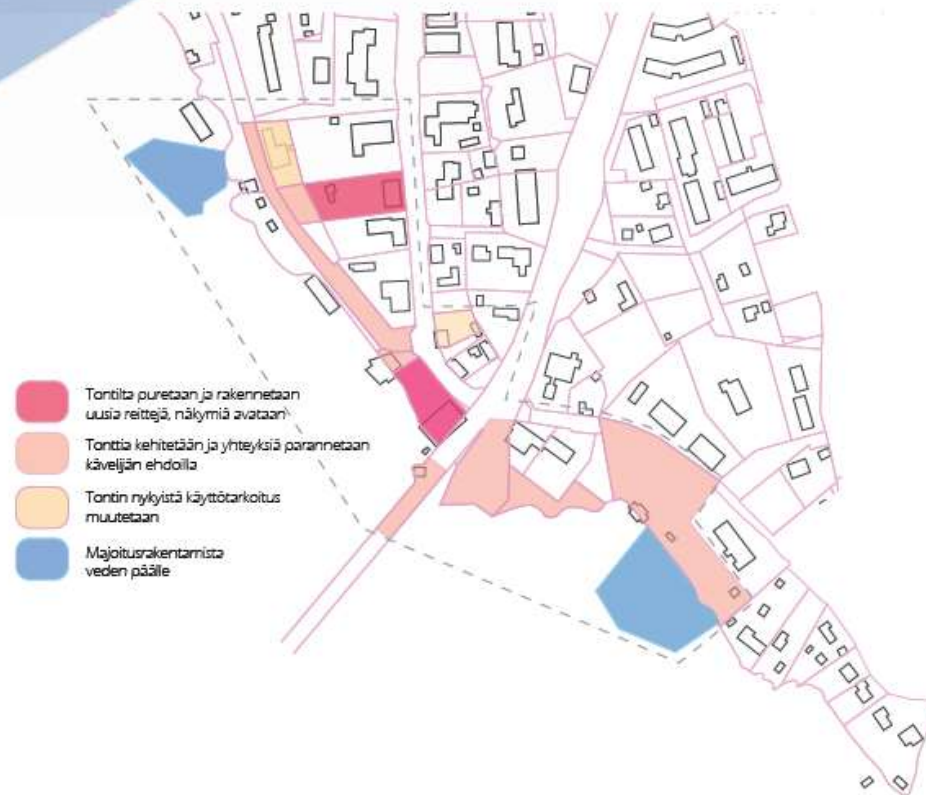 Tontilta puretaan ja rakennetaan
uusia reittejä, näkymiä avataan
Tonttia kehitetään ja yhteyksiä parannetaan
kävelijän ehdoilla
Tontin nykyistä käyttötarkoitus
muutetaan
Majoitusrakentamista
veden päälle